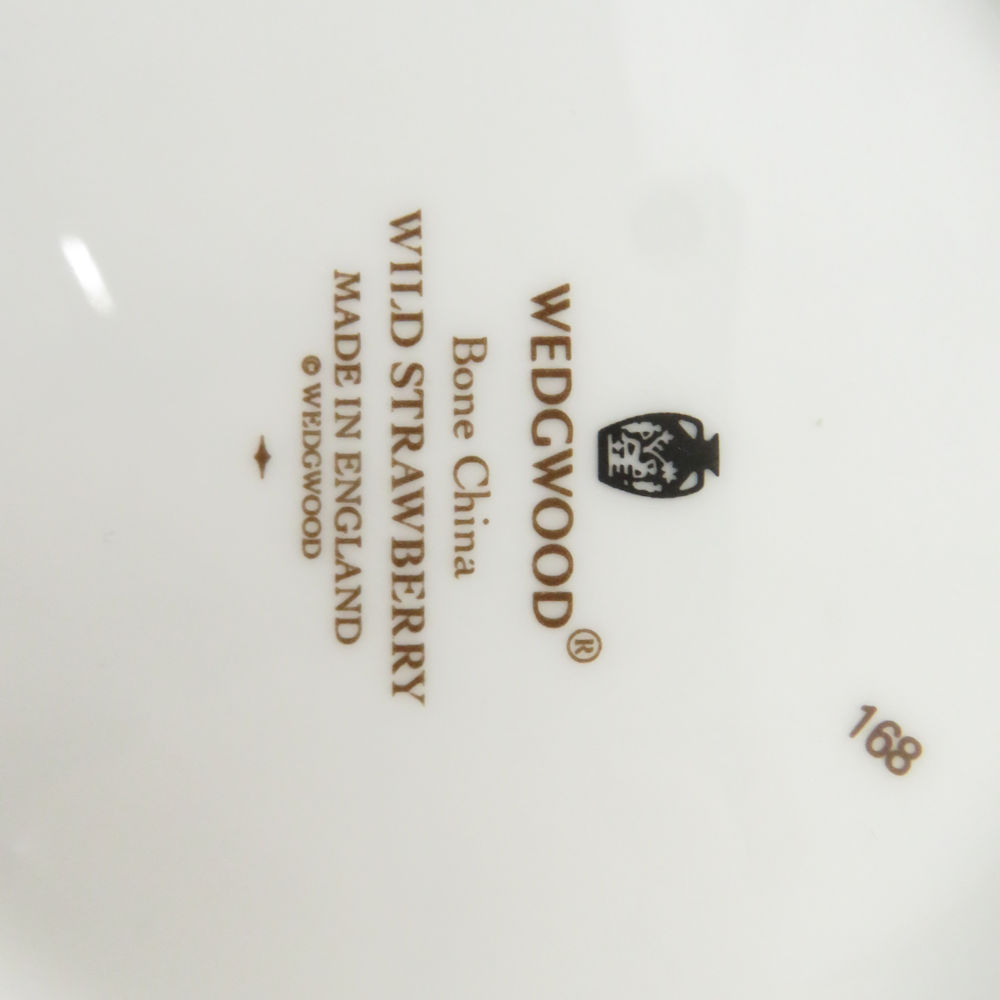 WEDGWOOD®
Bone China
WILD STRAWBERRY
MADE IN ENGLAND
© WEDGWOOD
168